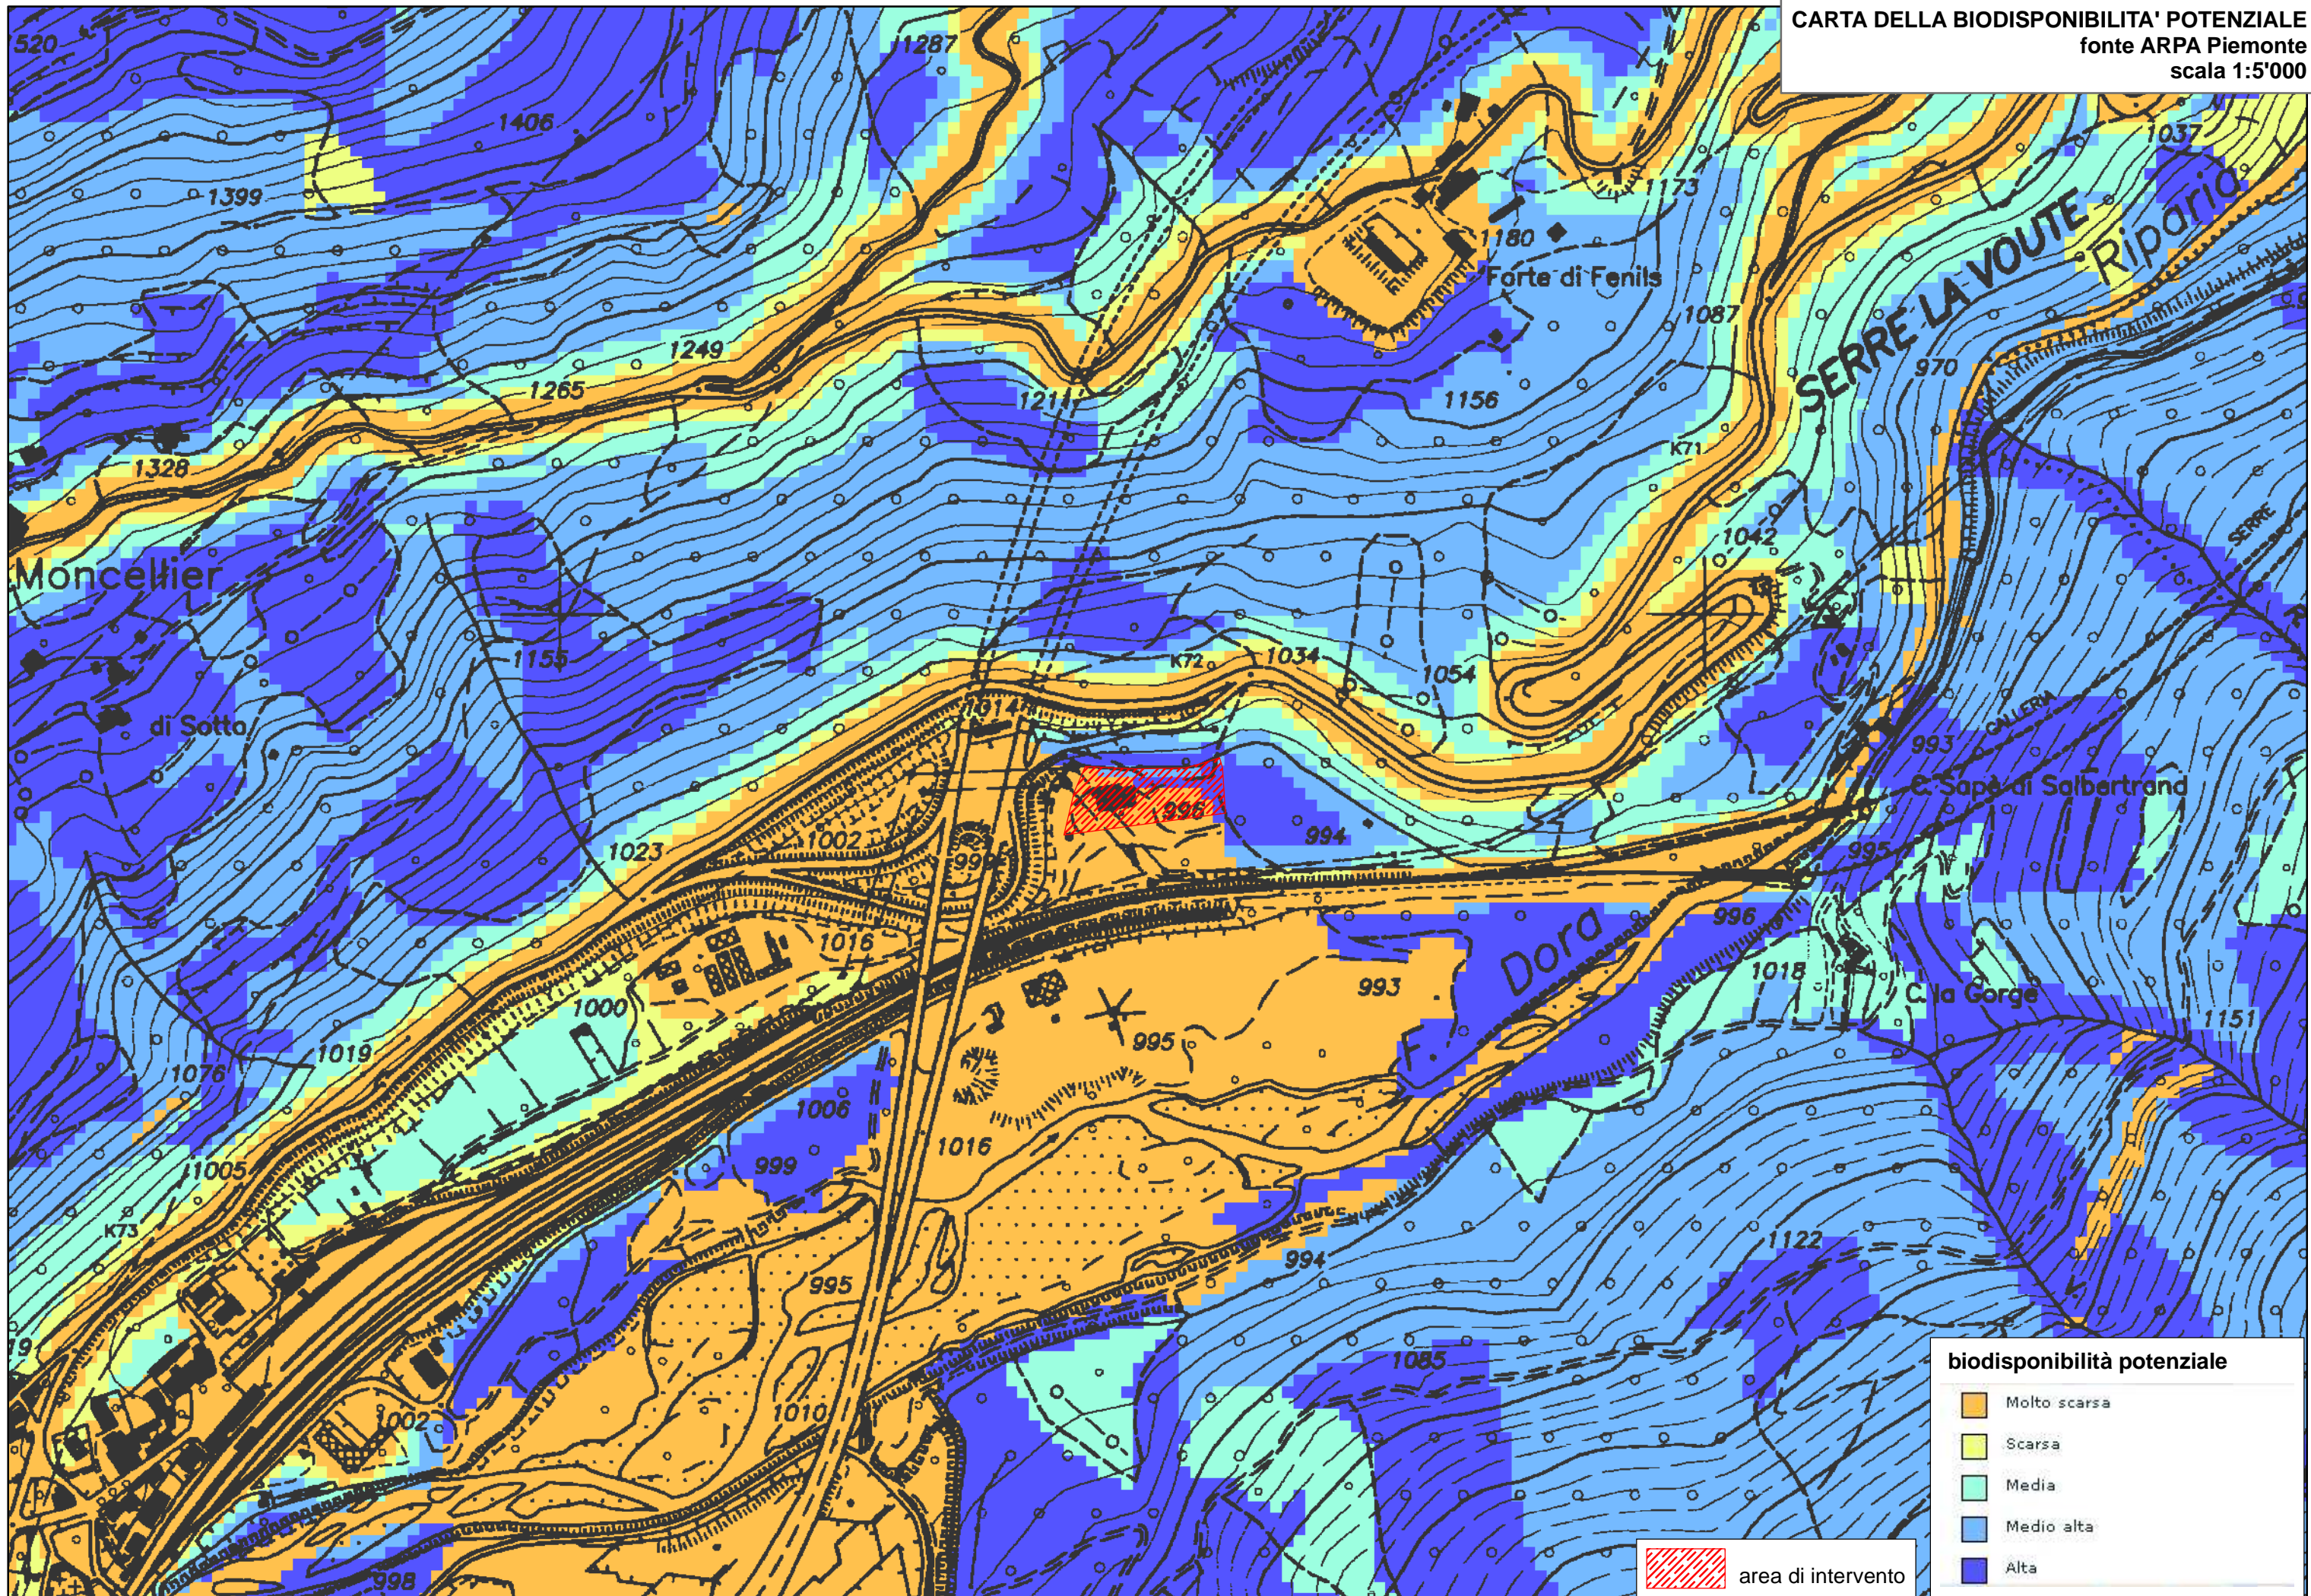 CARTA DELLA BIODISPONIBILITA' POTENZIALE
fonte ARPA Piemonte
scala 1:5'000
520
1287
1406
1399
1037
1173
Riparia
1180
SERRE LA VOUTE
Forte di Fenils
1087
970
1249
1265
1211
1156
K71
1328
1042
SERRE
Moncellier
1155
K72
1034
1054
1014
di Sotto
GALLERIA
993
C. Sapè di Salbertrand
996
994
1002
1023
999
995
996
Dora
1016
1018
993
C. la Gorge
1000
1151
995
F.
1019
1076
1006
1016
999
1005
K73
1122
994
995
19
1085
1010
1002
998
biodisponibilità potenziale
Molto scarsa
Scarsa
Media
Medio alta
Alta
area di intervento